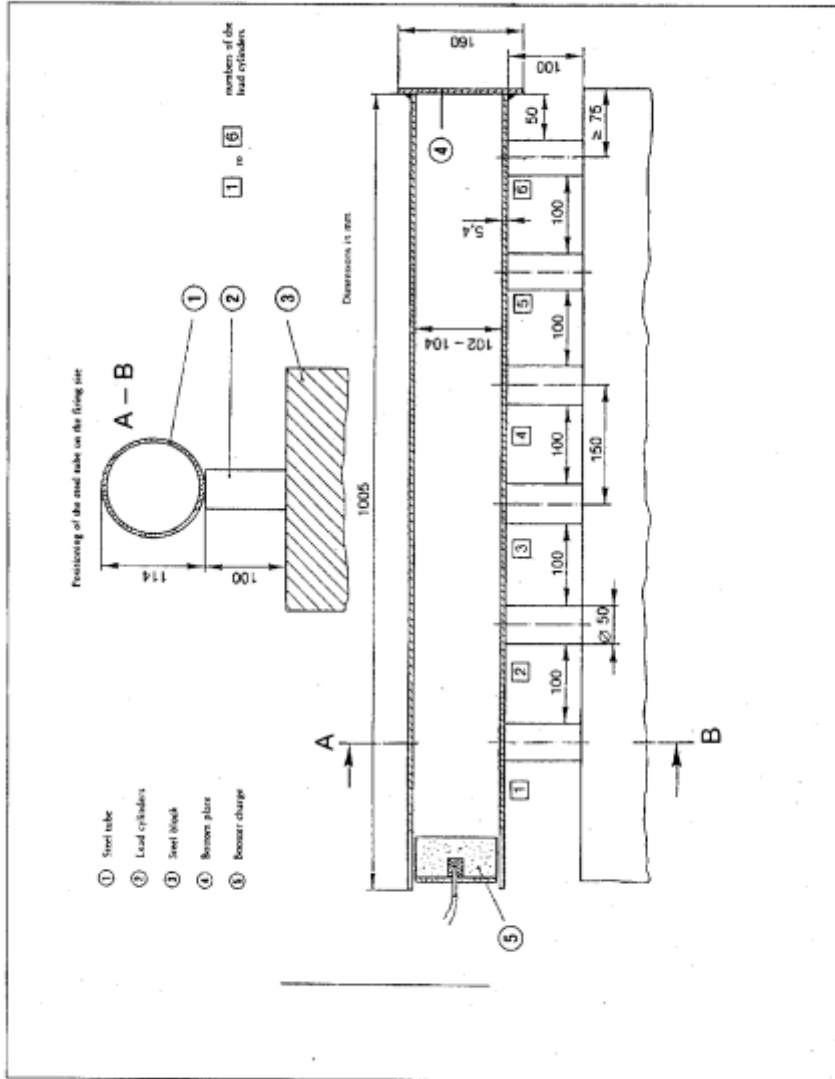 Positioning of the steel tube on the firing site
① Steel tube
② Lead cylinders
③ Steel block
④ Bottom plate
⑤ Booster charge
1 to 6 numbers of the lead cylinders
Dimensions in mm
A – B
114
100
①
②
③
1005
160
100
50
≥ 75
④
5,4
102 – 104
6
100
5
100
4
100
150
3
100
Ø 50
2
100
1
A
B
⑤